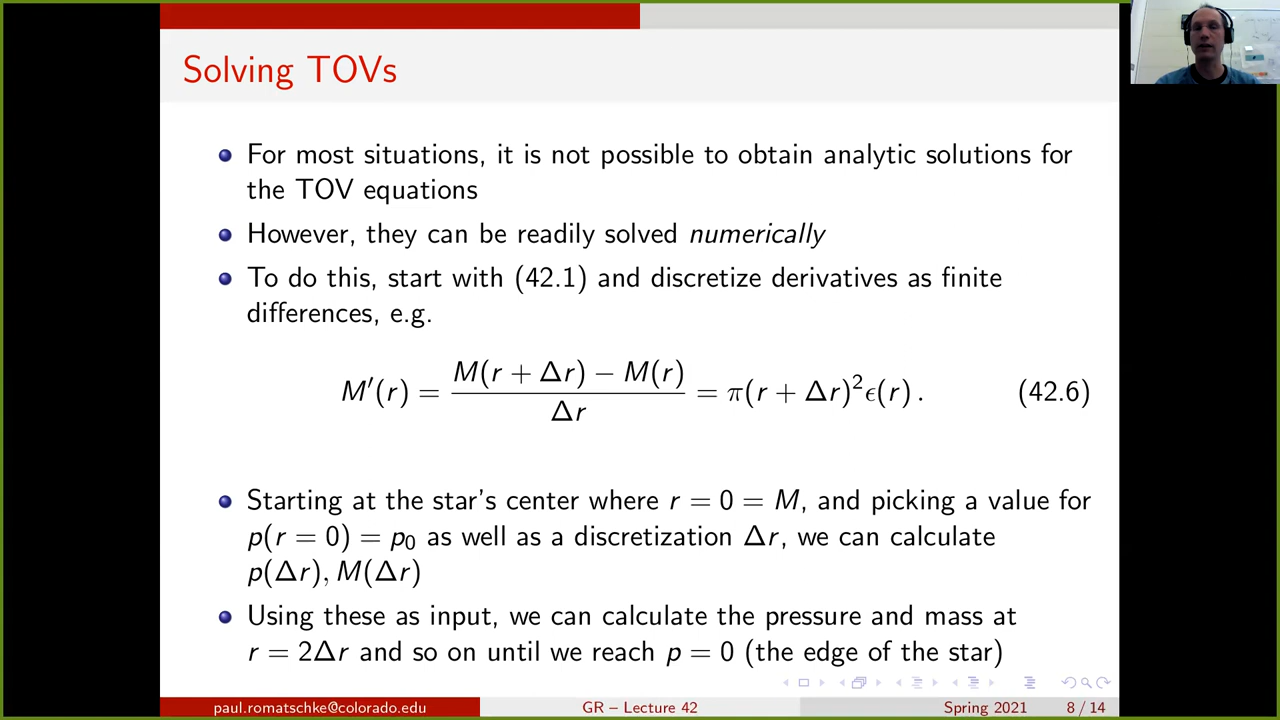 Solving TOVs
For most situations, it is not possible to obtain analytic solutions for
the TOV equations
However, they can be readily solved numerically
To do this, start with (42.1) and discretize derivatives as finite
differences, e.g.
M′(r) = (M(r + Δr) − M(r)) / Δr = π(r + Δr)²ϵ(r) . (42.6)
Starting at the star's center where r = 0 = M, and picking a value for
p(r = 0) = p₀ as well as a discretization Δr, we can calculate
p(Δr), M(Δr)
Using these as input, we can calculate the pressure and mass at
r = 2Δr and so on until we reach p = 0 (the edge of the star)
paul.romatschke@colorado.edu GR – Lecture 42 Spring 2021 8 / 14